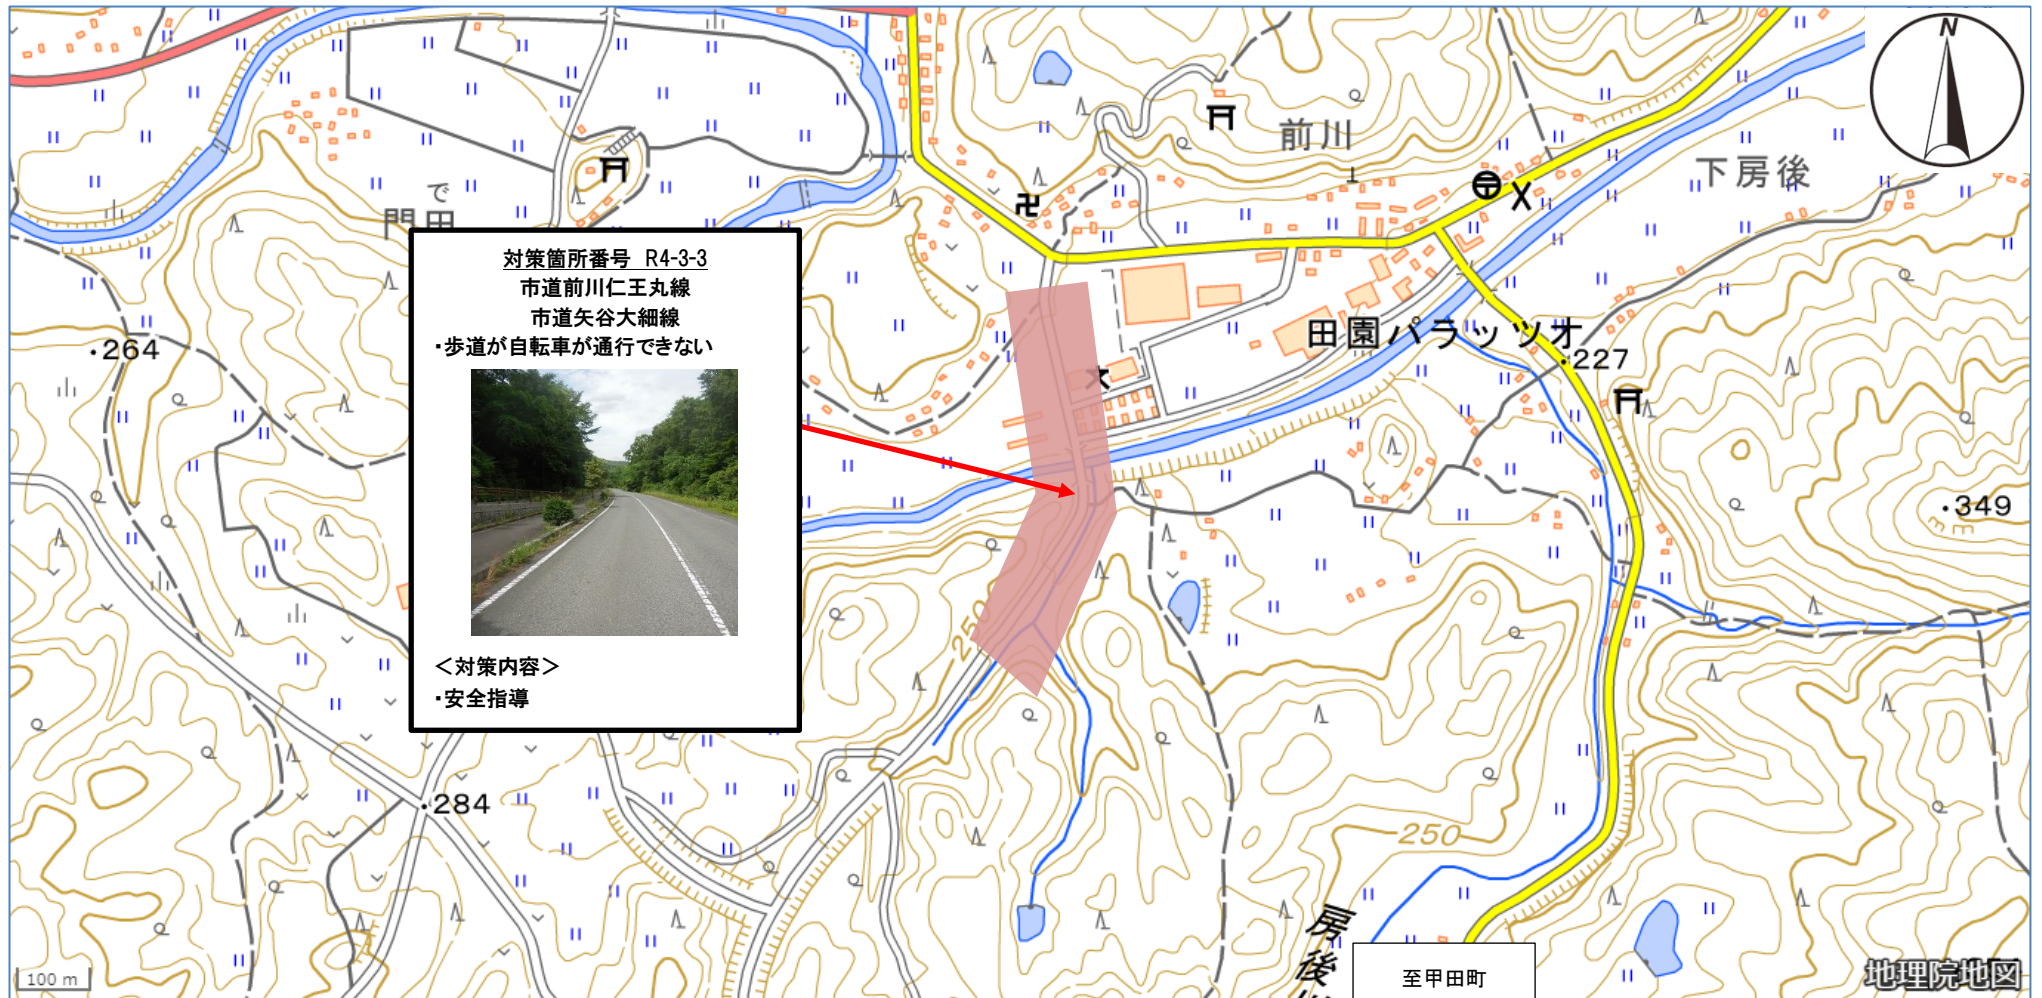 N
前川
下房後
で
門田
対策箇所番号 R4-3-3
市道前川仁王丸線
市道矢谷大細線
・歩道が自転車が通行できない
<対策内容>
・安全指導
田園パラッツオ
・264
・227
・349
250
・284
250
房後
至甲田町
100 m
地理院地図